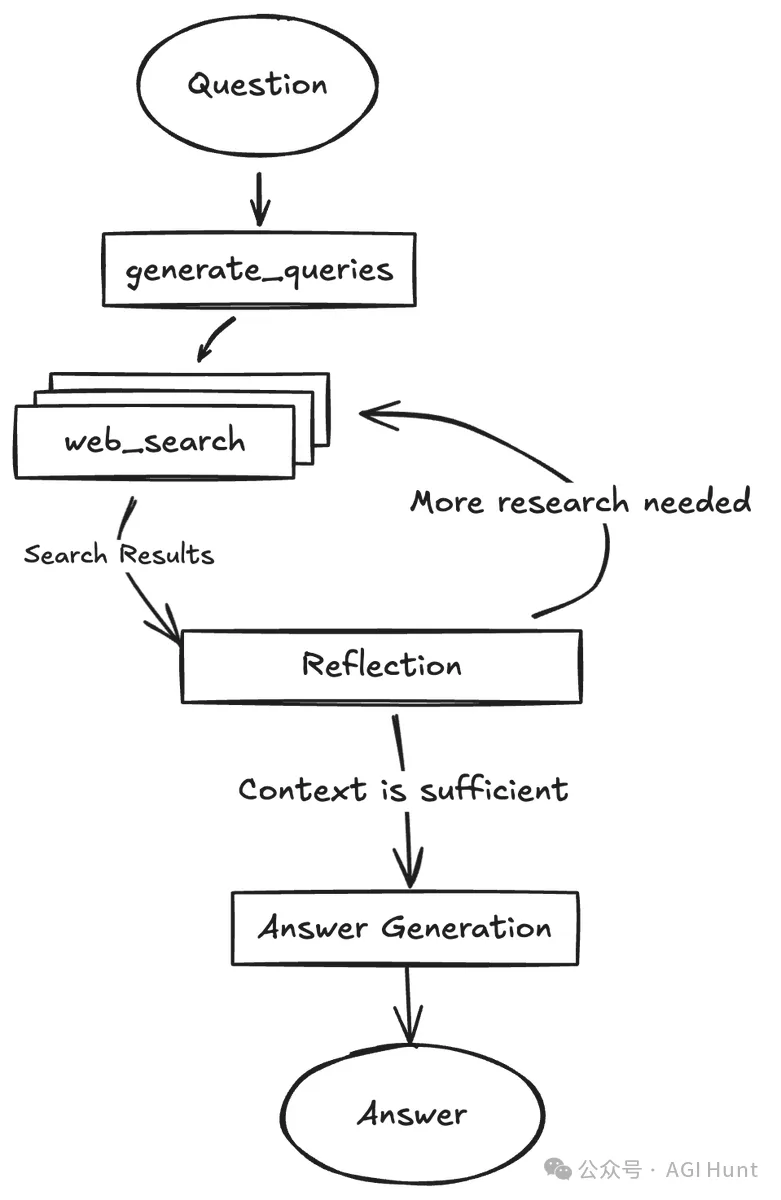 Question
generate_queries
web_search
More research needed
Search Results
Reflection
Context is sufficient
Answer Generation
Answer
公众号 · AGI Hunt